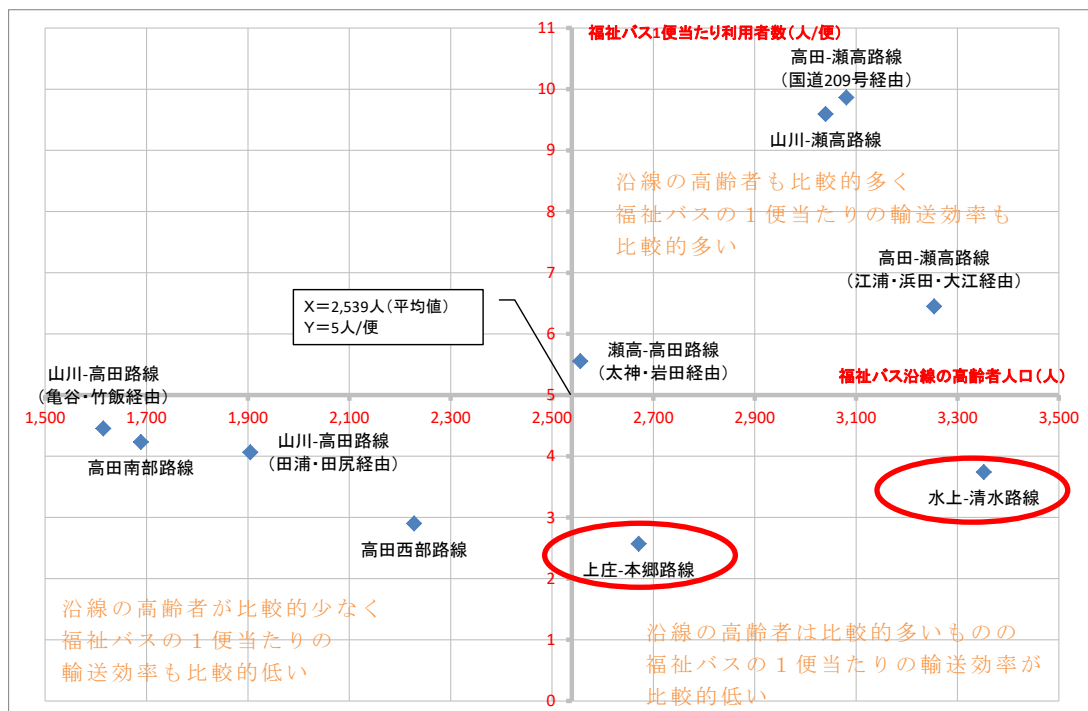 福祉バス1便当たり利用者数(人/便)
11
10
9
8
7
6
5
4
3
2
1
0
高田-瀬高路線
(国道209号経由)
山川-瀬高路線
沿線の高齢者も比較的多く
福祉バスの1便当たりの輸送効率も
比較的多い
高田-瀬高路線
(江浦・浜田・大江経由)
X=2,539人(平均値)
Y=5人/便
瀬高-高田路線
(太神・岩田経由)
福祉バス沿線の高齢者人口(人)
山川-高田路線
(亀谷・竹飯経由)
1,500 1,700 1,900 2,100 2,300 2,500 2,700 2,900 3,100 3,300 3,500
高田南部路線
山川-高田路線
(田浦・田尻経由)
水上-清水路線
高田西部路線
上庄-本郷路線
沿線の高齢者が比較的少なく
福祉バスの1便当たりの
輸送効率も比較的低い
沿線の高齢者は比較的多いものの
福祉バスの1便当たりの輸送効率が
比較的低い